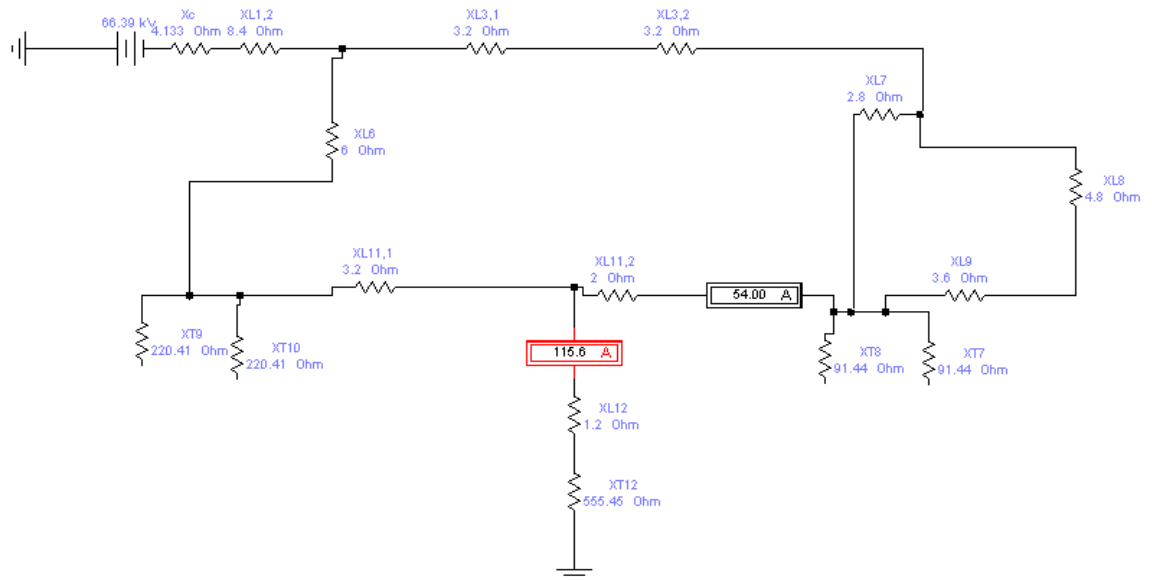 66.39 kV
Xc
4.133 Ohm
XL1,2
8.4 Ohm
XL3,1
3.2 Ohm
XL3,2
3.2 Ohm
XL7
2.8 Ohm
XL6
6 Ohm
XL8
4.8 Ohm
XL11,1
3.2 Ohm
XL11,2
2 Ohm
54.00 A
XL9
3.6 Ohm
XT9
220.41 Ohm
XT10
220.41 Ohm
115.6 A
XT8
91.44 Ohm
XT7
91.44 Ohm
XL12
1.2 Ohm
XT12
555.45 Ohm